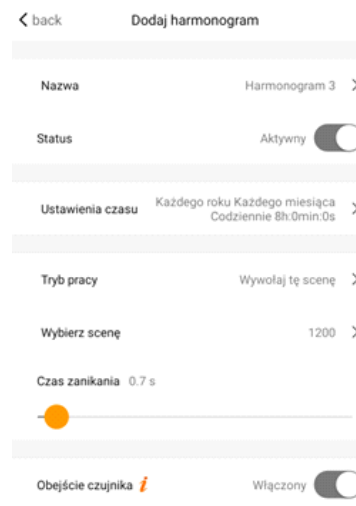 back Dodaj harmonogram
Nazwa Harmonogram 3
Status Aktywny
Ustawienia czasu Każdego roku Każdego miesiąca
Codziennie 8h:0min:0s
Tryb pracy Wywołaj tę scenę
Wybierz scenę 1200
Czas zanikania 0.7 s
Obejście czujnika i Włączony